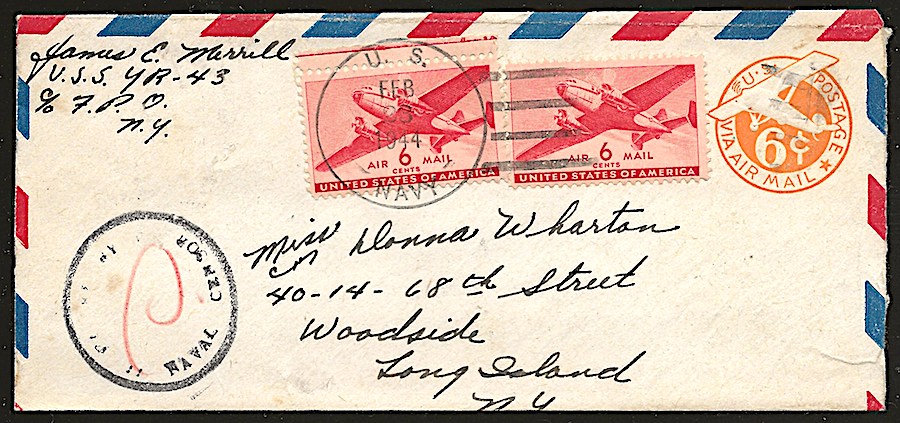 James E. Merrill
U.S.S. YR-43
c/o F.P.O.
N.Y.
U. S.
FEB
1944
NAVY
6
AIR MAIL
CENTS
UNITED STATES OF AMERICA
6
AIR MAIL
CENTS
UNITED STATES OF AMERICA
U.S. POSTAGE
6¢
VIA AIR MAIL
Miss Donna Wharton
40-14-68th Street
Woodside
Long Island
N.Y.
NAVAL CENSOR